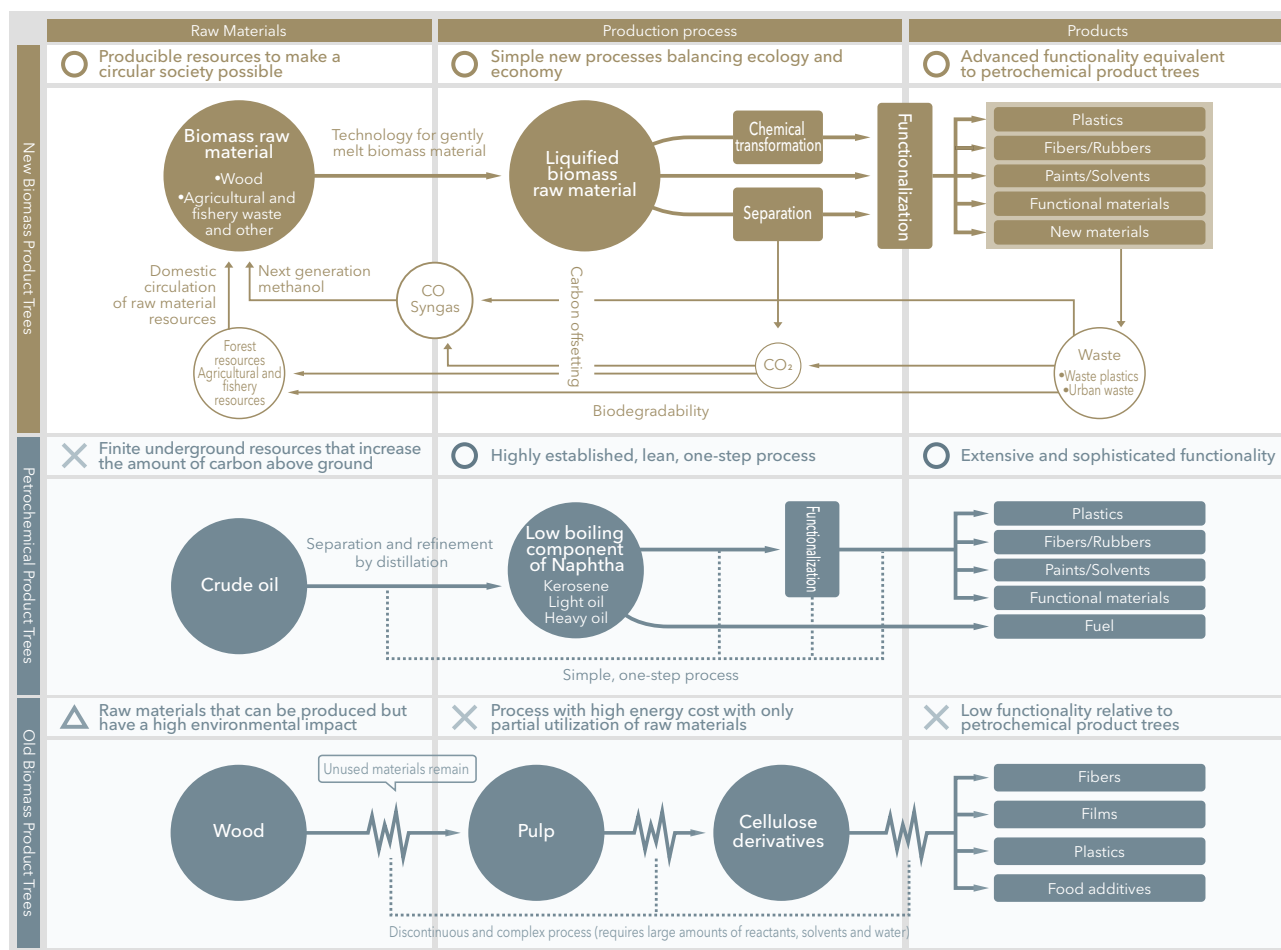 Raw Materials
Production process
Products
New Biomass Product Trees
Producible resources to make a
circular society possible
Simple new processes balancing ecology and
economy
Advanced functionality equivalent
to petrochemical product trees
Biomass raw
material
•Wood
•Agricultural and
fishery waste
and other
Technology for gently
melt biomass material
Liquified
biomass
raw material
Chemical
transformation
Separation
Functionalization
Plastics
Fibers/Rubbers
Paints/Solvents
Functional materials
New materials
Domestic
circulation
of raw material
resources
Next generation
methanol
CO
Syngas
Carbon offsetting
Forest
resources
Agricultural and
fishery
resources
CO₂
Waste
•Waste plastics
•Urban waste
Biodegradability
Petrochemical Product Trees
Finite underground resources that increase
the amount of carbon above ground
Highly established, lean, one-step process
Extensive and sophisticated functionality
Crude oil
Separation and refinement
by distillation
Low boiling
component
of Naphtha
Kerosene
Light oil
Heavy oil
Functionalization
Plastics
Fibers/Rubbers
Paints/Solvents
Functional materials
Fuel
Simple, one-step process
Old Biomass Product Trees
Raw materials that can be produced but
have a high environmental impact
Process with high energy cost with only
partial utilization of raw materials
Low functionality relative to
petrochemical product trees
Unused materials remain
Wood
Pulp
Cellulose
derivatives
Fibers
Films
Plastics
Food additives
Discontinuous and complex process (requires large amounts of reactants, solvents and water)